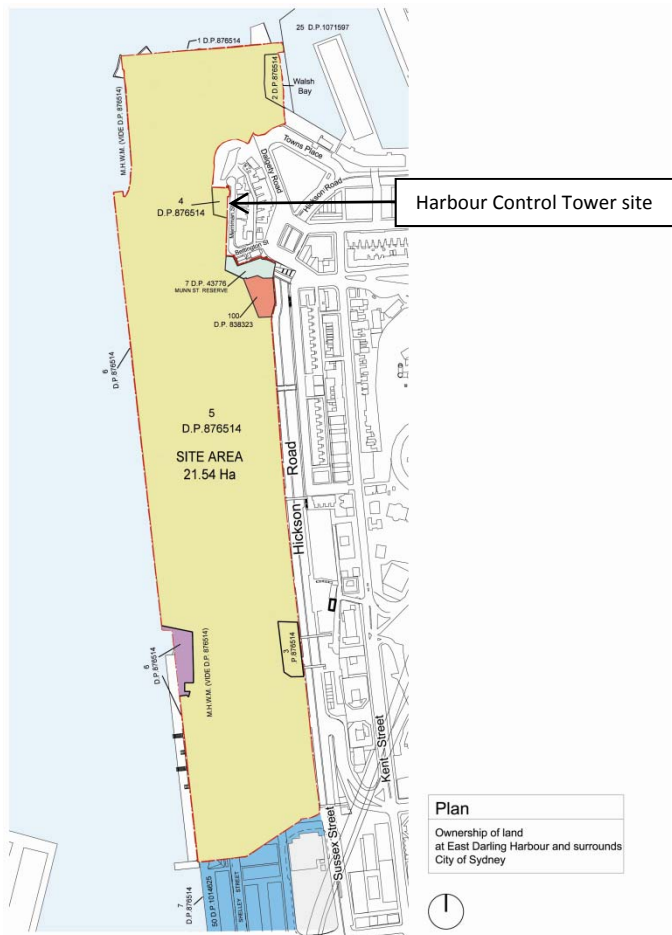 1 D.P.876514
25 D.P.1071597
2 D.P.876514
Walsh
Bay
M.H.W.M. (VIDE D.P. 876514)
Towns Place
Dalgety Road
Hickson Road
4
D.P.876514
Merriman St
Harbour Control Tower site
Bettington St
7 D.P. 43776
MUNN ST RESERVE
100
D.P. 838323
6
D.P.876514
5
D.P.876514
SITE AREA
21.54 Ha
Hickson Road
3
P.876514
6
D.P.876514
M.H.W.M. (VIDE D.P. 876514)
Kent Street
Sussex Street
7
D.P.876514
50 D.P.1014625
SHELLEY STREET
Plan
Ownership of land
at East Darling Harbour and surrounds
City of Sydney